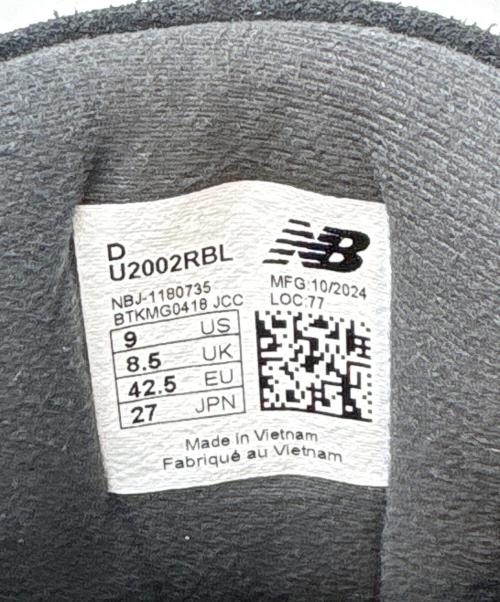 D
U2002RBL
NB
NBJ-1180735
BTKMG0418 JCC
MFG:10/2024
LOC:77
9 US
8.5 UK
42.5 EU
27 JPN
Made in Vietnam
Fabriqué au Vietnam